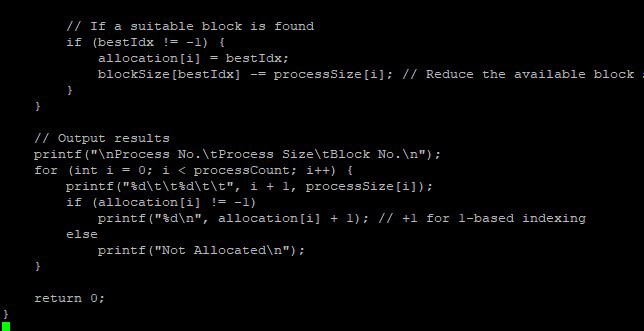 // If a suitable block is found
        if (bestIdx != -1) {
            allocation[i] = bestIdx;
            blockSize[bestIdx] -= processSize[i]; // Reduce the available block
        }
    }

    // Output results
    printf("\nProcess No.\tProcess Size\tBlock No.\n");
    for (int i = 0; i < processCount; i++) {
        printf("%d\t\t%d\t\t", i + 1, processSize[i]);
        if (allocation[i] != -1)
            printf("%d\n", allocation[i] + 1); // +1 for 1-based indexing
        else
            printf("Not Allocated\n");
    }

    return 0;
}